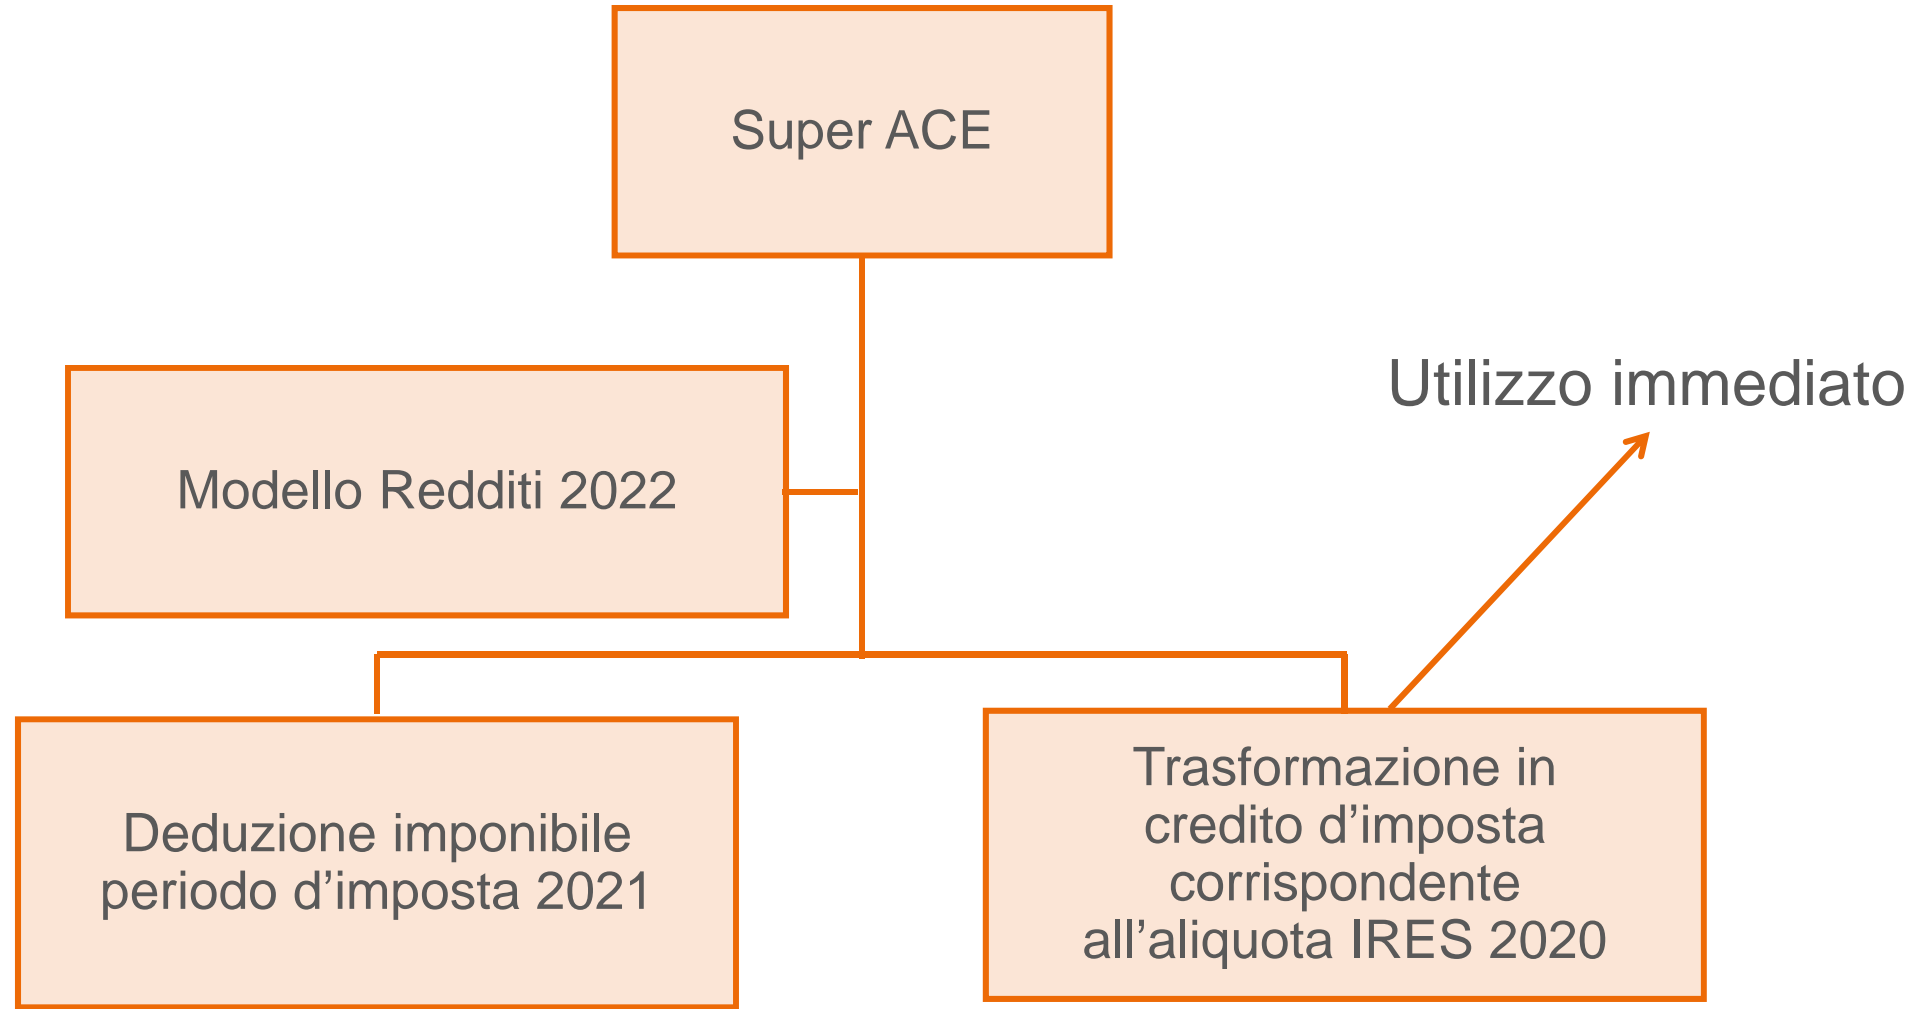 Super ACE
Utilizzo immediato
Modello Redditi 2022
Deduzione imponibile
periodo d’imposta 2021
Trasformazione in
credito d’imposta
corrispondente
all’aliquota IRES 2020